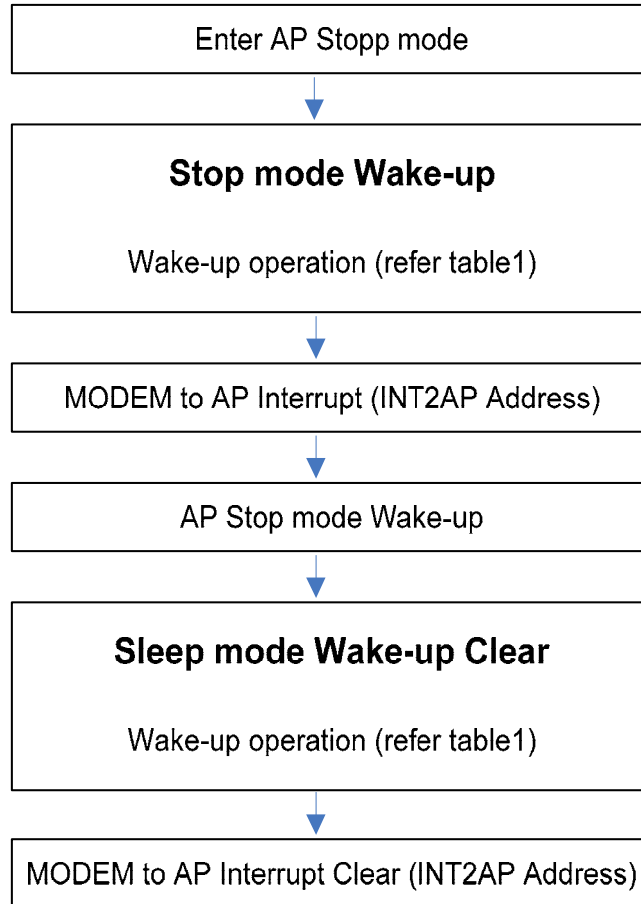 Enter AP Stopp mode
Stop mode Wake-up
Wake-up operation (refer table1)
MODEM to AP Interrupt (INT2AP Address)
AP Stop mode Wake-up
Sleep mode Wake-up Clear
Wake-up operation (refer table1)
MODEM to AP Interrupt Clear (INT2AP Address)